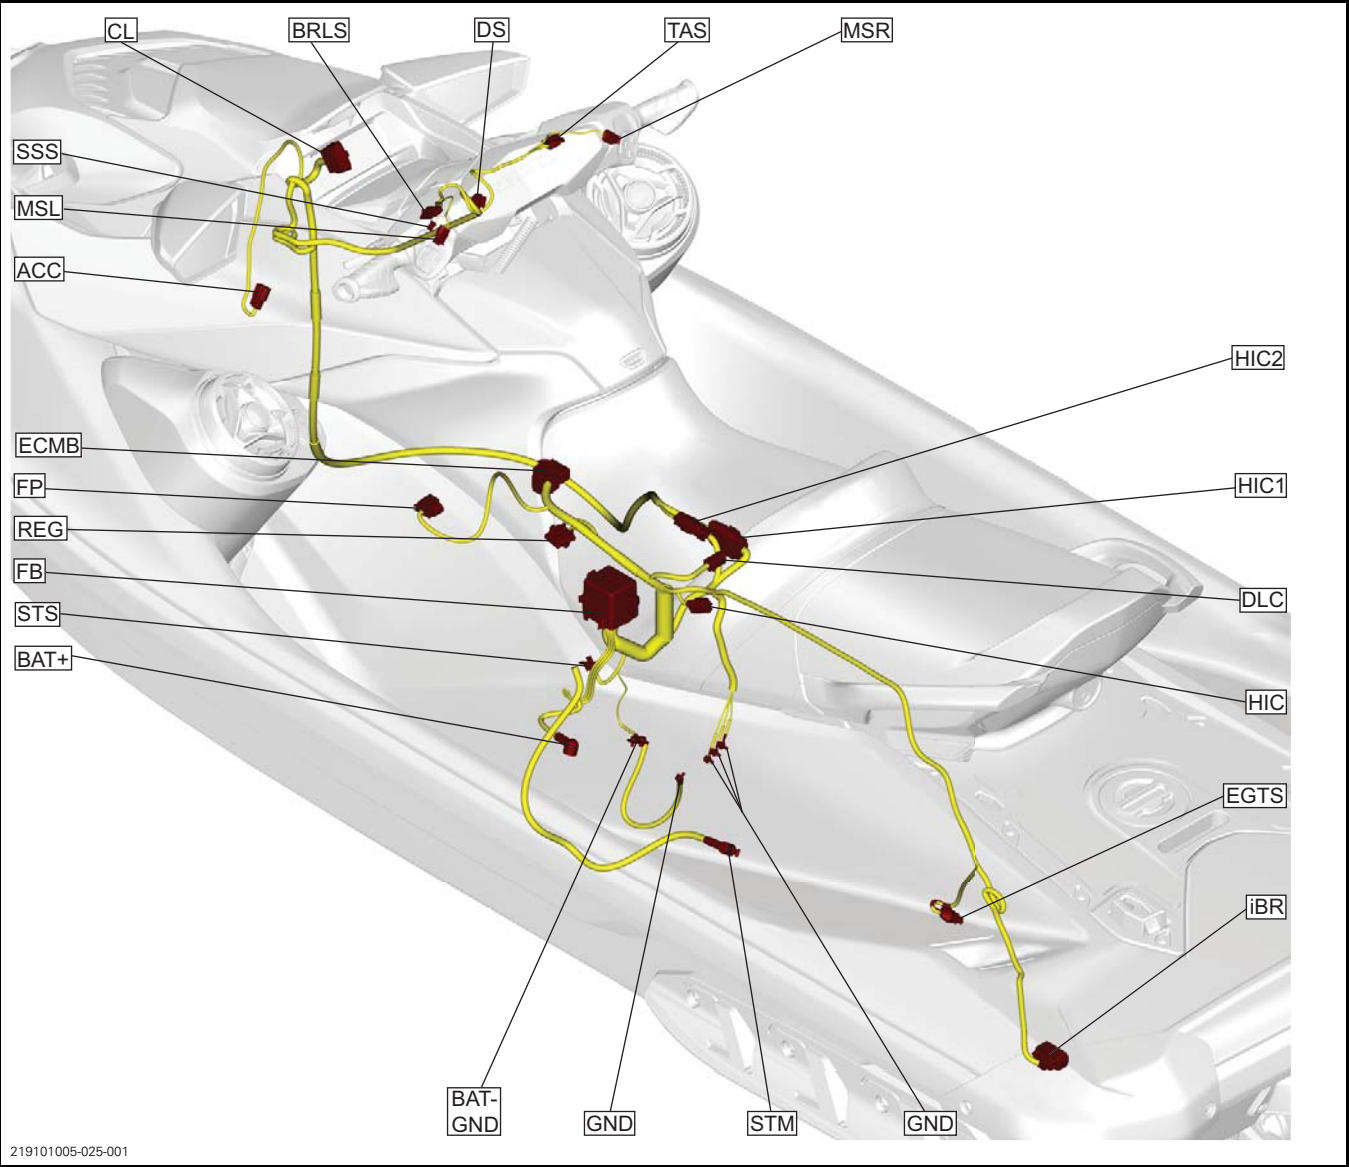 CL
BRLS
DS
TAS
MSR
SSS
MSL
ACC
HIC2
ECMB
FP
HIC1
REG
FB
STS
DLC
BAT+
HIC
EGTS
iBR
BAT-
GND
GND
STM
GND
219101005-025-001